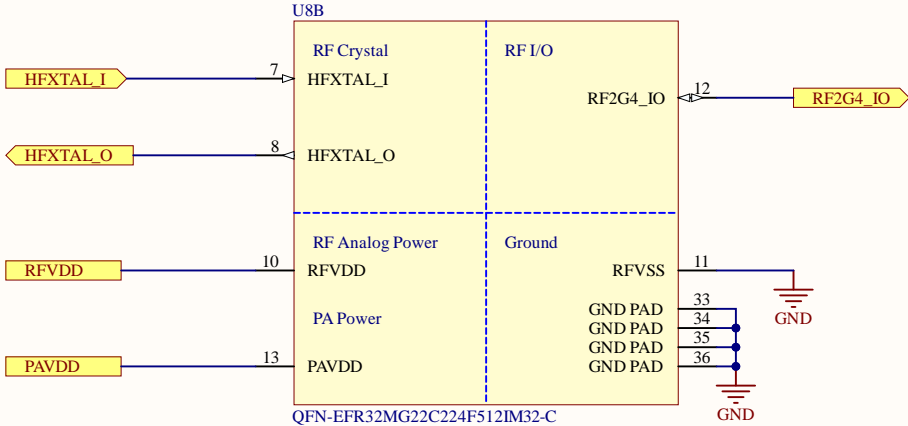 U8B
RF Crystal
RF I/O
HFXTAL_I
7
HFXTAL_I
RF2G4_IO
12
RF2G4_IO
HFXTAL_O
8
HFXTAL_O
RF Analog Power
Ground
RFVDD
10
RFVDD
RFVSS
11
GND
PA Power
GND PAD
33
GND PAD
34
GND PAD
35
GND PAD
36
PAVDD
13
PAVDD
GND
QFN-EFR32MG22C224F512IM32-C